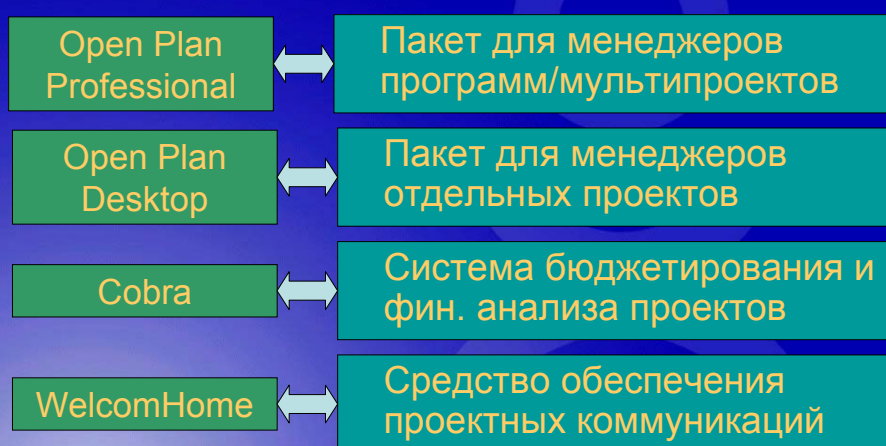 Open Plan
Professional
Пакет для менеджеров
программ/мультипроектов
Open Plan
Desktop
Пакет для менеджеров
отдельных проектов
Cobra
Система бюджетирования и
фин. анализа проектов
WelcomHome
Средство обеспечения
проектных коммуникаций